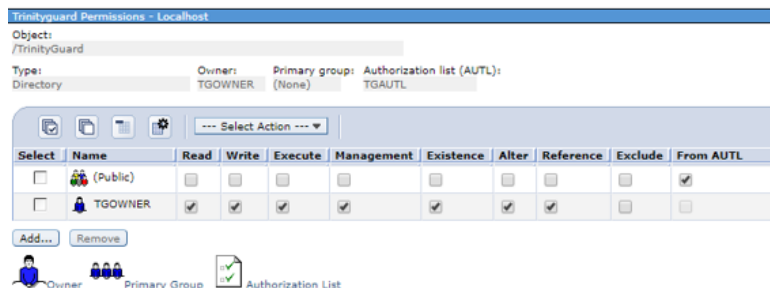 Trinityguard Permissions - Localhost
Object:
/TrinityGuard
Type: Owner: Primary group: Authorization list (AUTL):
Directory TGOWNER (None) TGAUTL
--- Select Action ---
Select Name Read Write Execute Management Existence Alter Reference Exclude From AUTL
(Public)
TGOWNER
Add... Remove
Owner Primary Group Authorization List